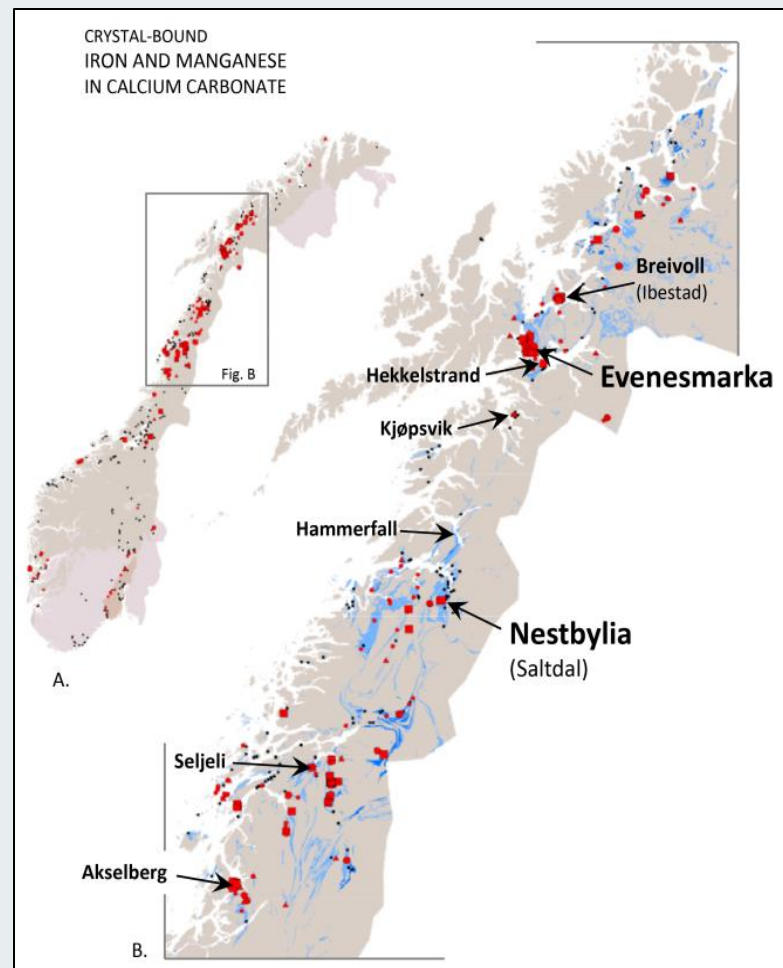 CRYSTAL-BOUND
IRON AND MANGANESE
IN CALCIUM CARBONATE
Fig. B
A.
Breivoll
(Ibestad)
Hekkelstrand
Evenesmarka
Kjøpsvik
Hammerfall
Nestbylia
(Saltdal)
Seljeli
Akselberg
B.